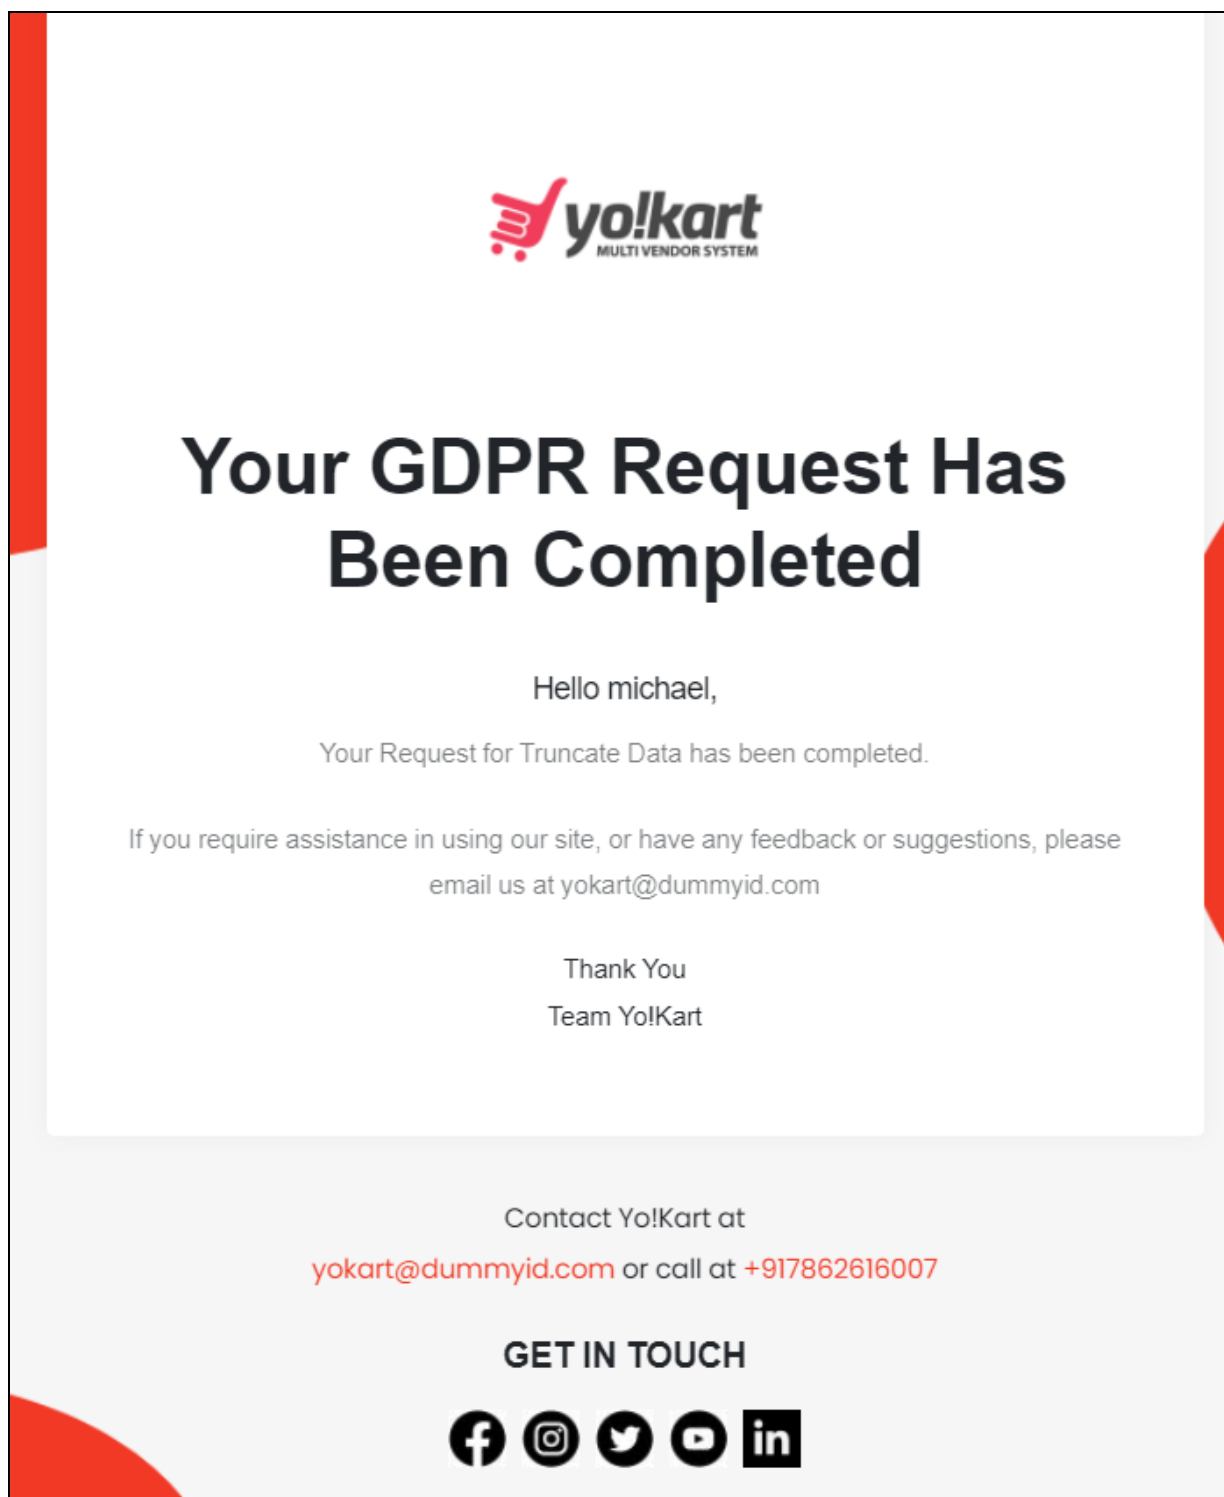 yo!kart
MULTI VENDOR SYSTEM
Your GDPR Request Has
Been Completed
Hello michael,
Your Request for Truncate Data has been completed.
If you require assistance in using our site, or have any feedback or suggestions, please
email us at yokart@dummyid.com
Thank You
Team Yo!Kart
Contact Yo!Kart at
yokart@dummyid.com or call at +917862616007
GET IN TOUCH
in